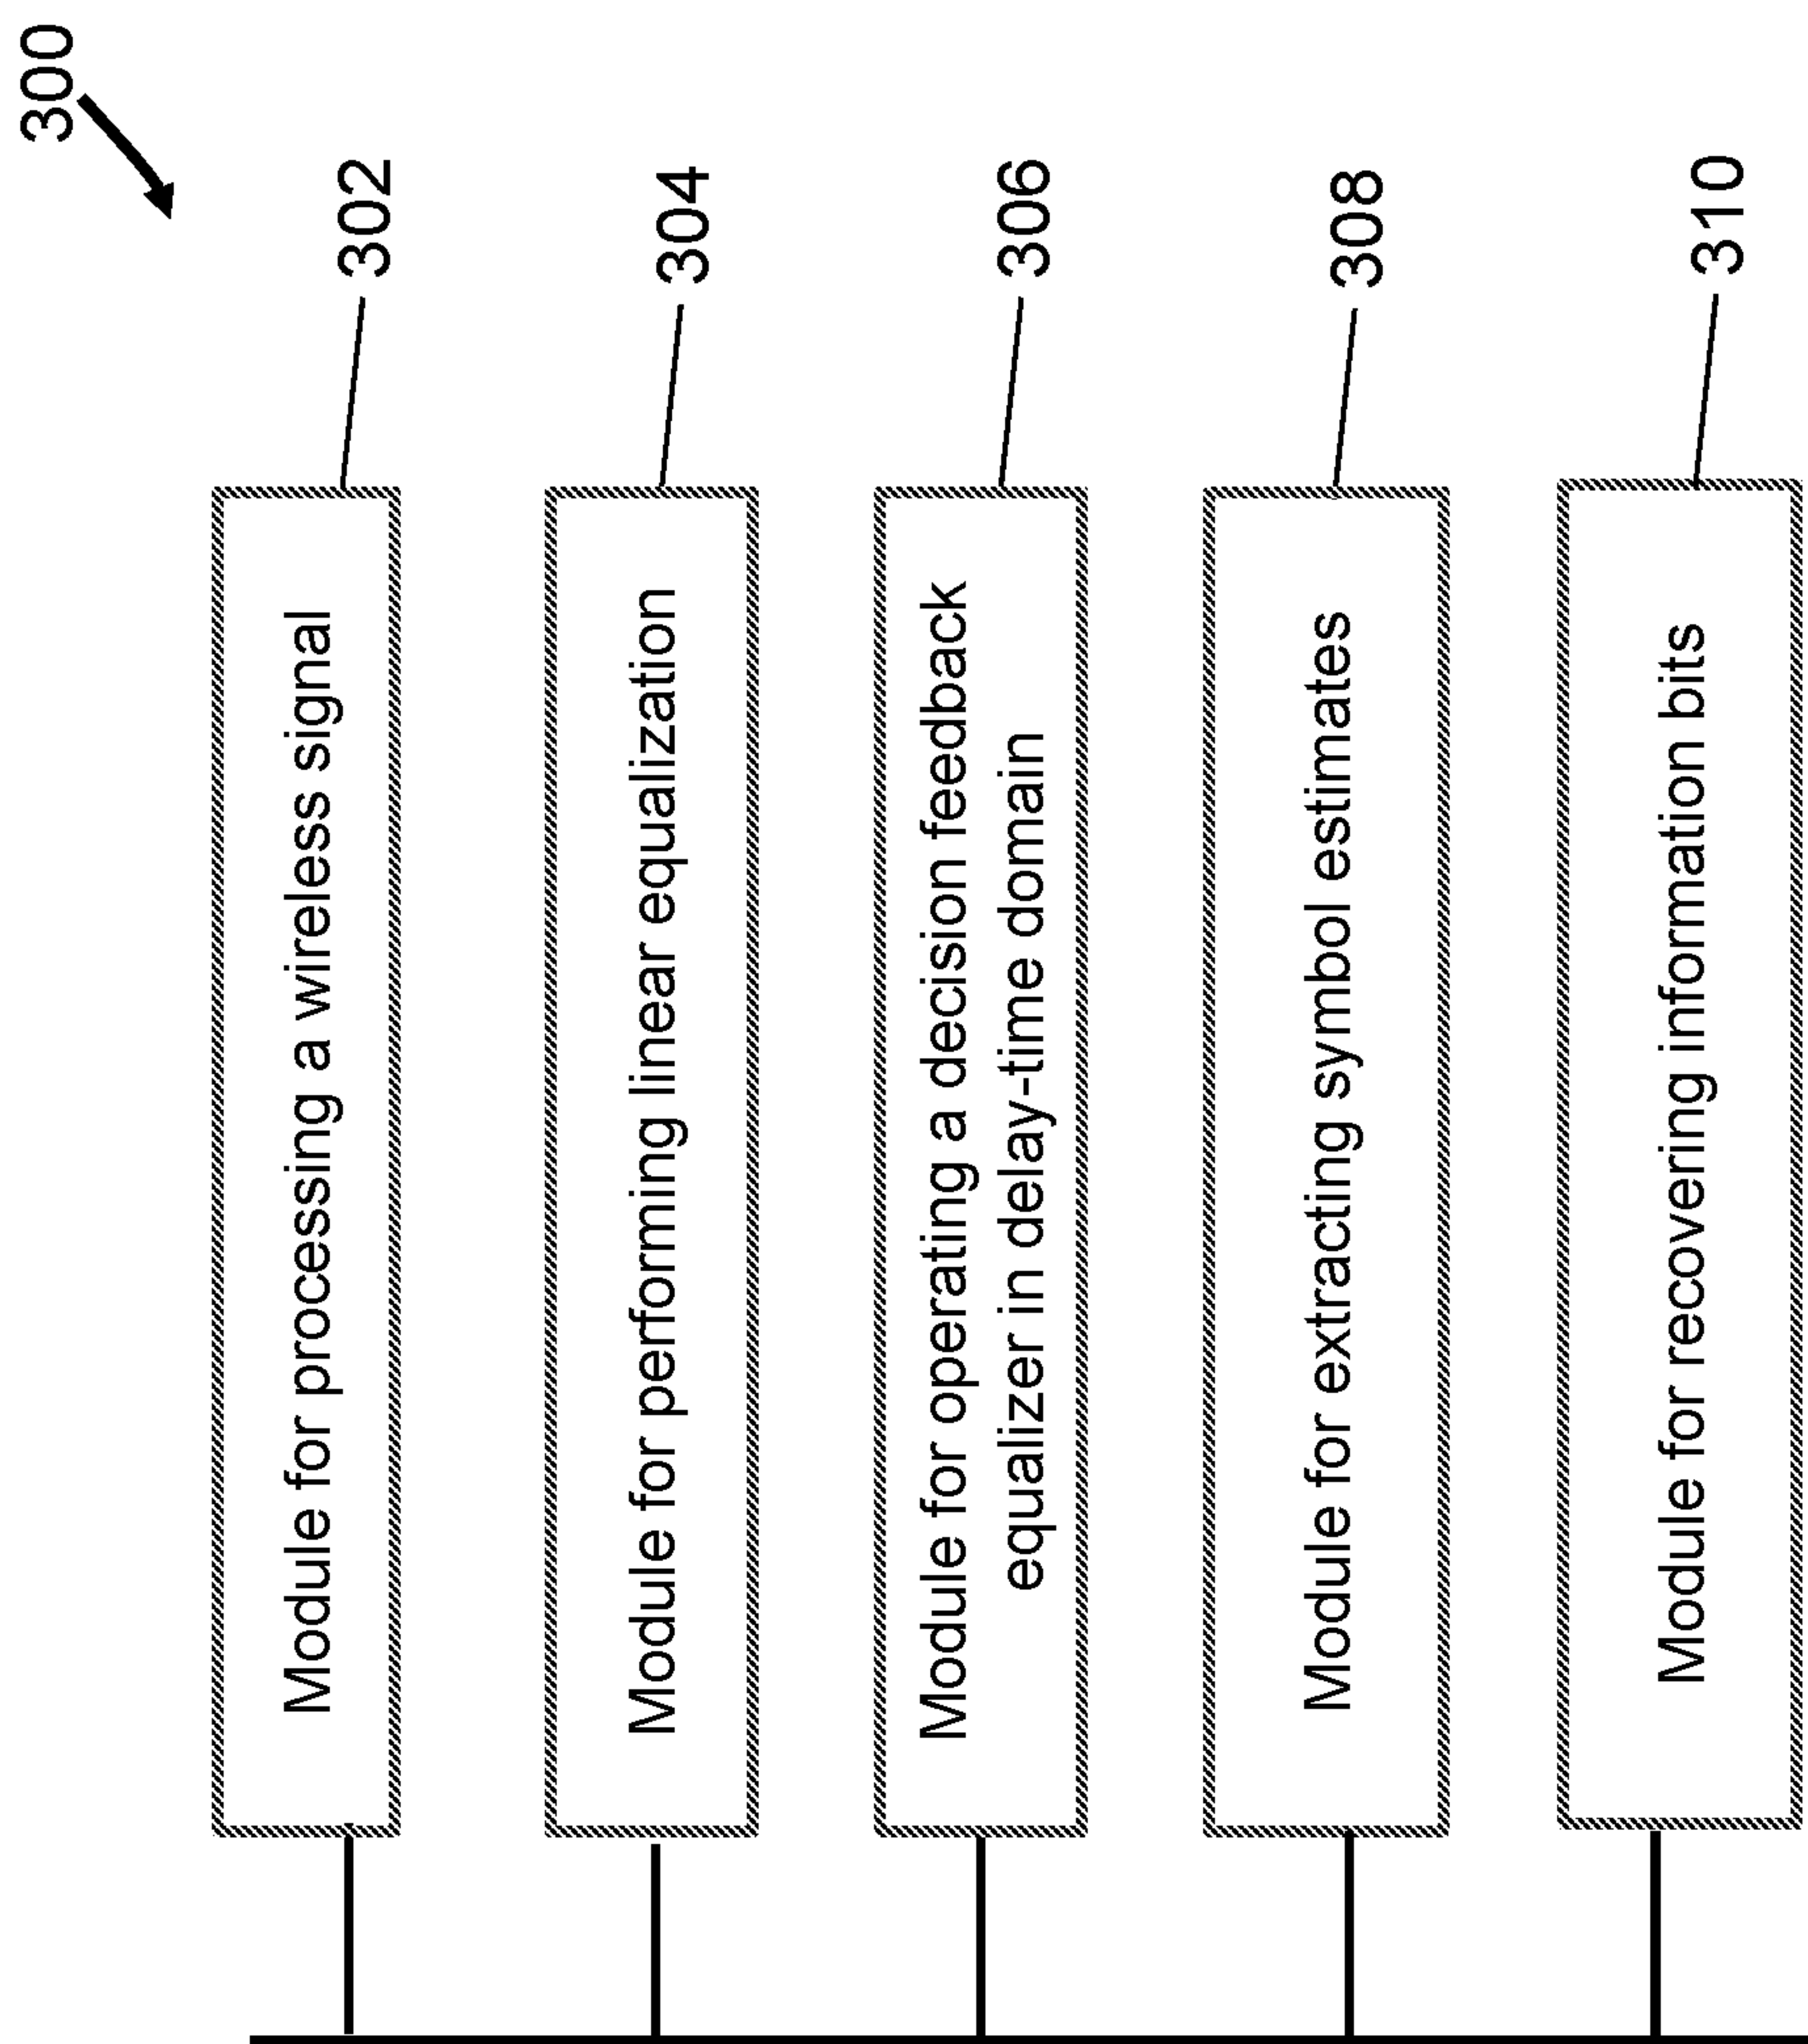 300
Module for processing a wireless signal
302
Module for performing linear equalization
304
Module for operating a decision feedback
equalizer in delay-time domain
306
Module for extracting symbol estimates
308
Module for recovering information bits
310